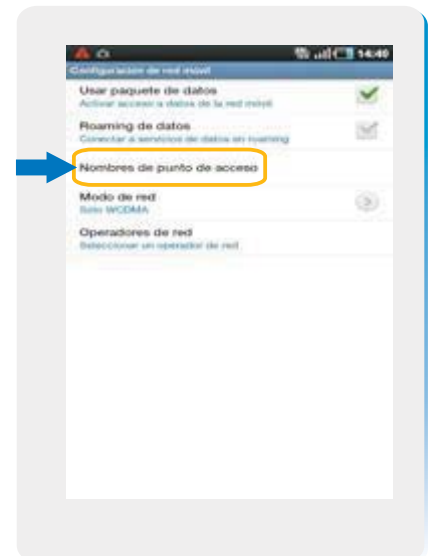 14:40
Configuración de red móvil
Usar paquete de datos
Activar acceso a datos de la red móvil
Roaming de datos
Conectar a servicios de datos en roaming
Nombres de punto de acceso
Modo de red
Solo WCDMA
Operadores de red
Seleccionar un operador de red